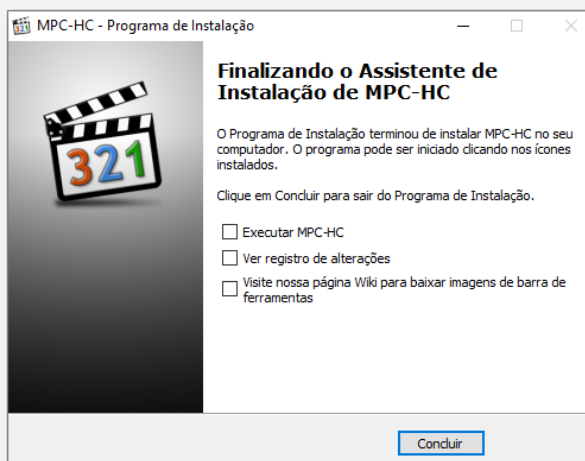 MPC-HC - Programa de Instalação
321
Finalizando o Assistente de
Instalação de MPC-HC
O Programa de Instalação terminou de instalar MPC-HC no seu
computador. O programa pode ser iniciado clicando nos ícones
instalados.
Clique em Concluir para sair do Programa de Instalação.
Executar MPC-HC
Ver registro de alterações
Visite nossa página Wiki para baixar imagens de barra de
ferramentas
Concluir